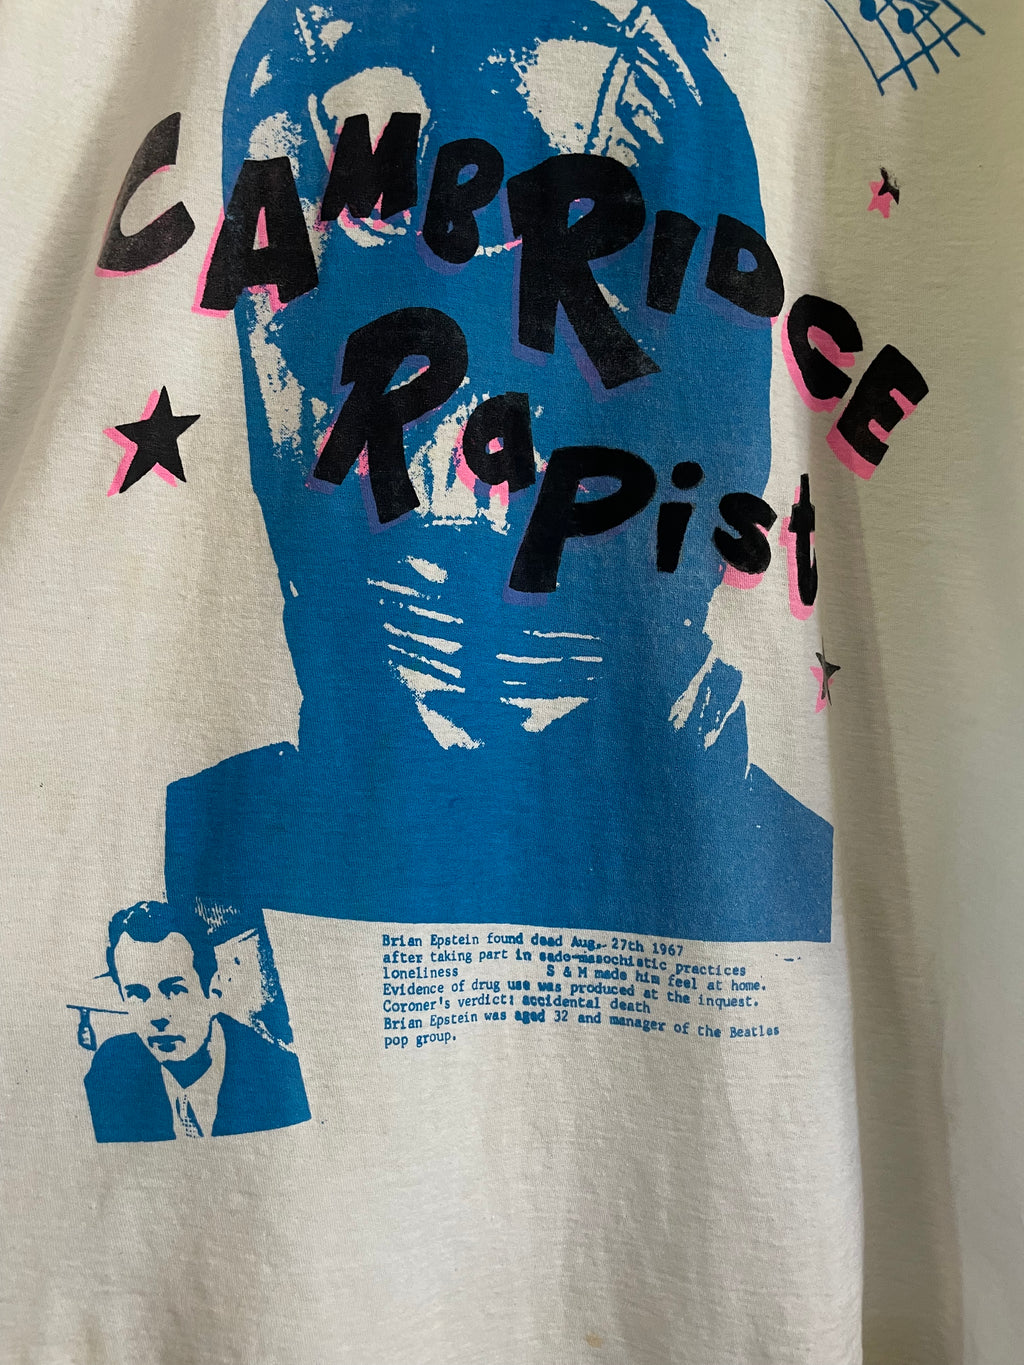 CAMBRIDGE
RaPist
Brian Epstein found dead Aug. 27th 1967
after taking part in sado-masochistic practices
loneliness S & M made him feel at home.
Evidence of drug use was produced at the inquest.
Coroner's verdict: accidental death
Brian Epstein was aged 32 and manager of the Beatles
pop group.